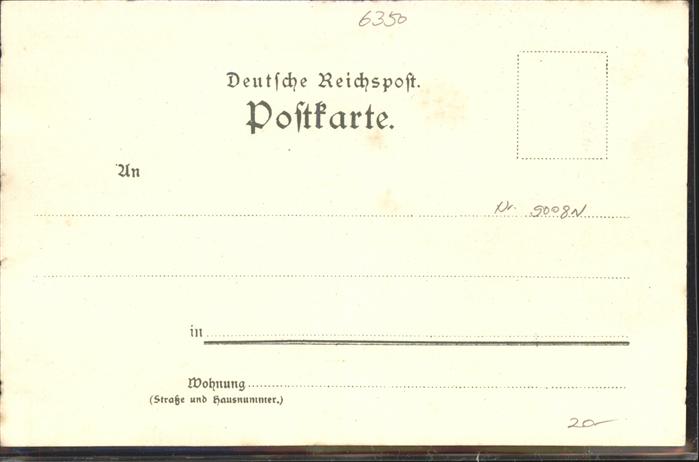 6350
Deutsche Reichspost.
Postkarte.
An
Nr. 9008N
in
Wohnung
(Straße und Hausnummer.)
20-